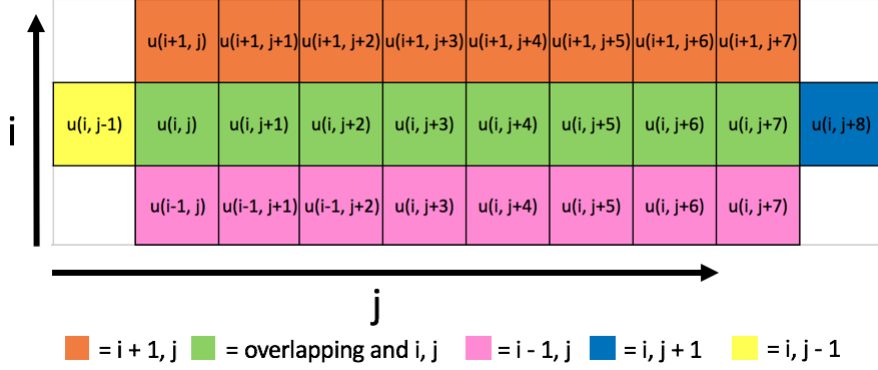 u(i+1, j) u(i+1, j+1) u(i+1, j+2) u(i+1, j+3) u(i+1, j+4) u(i+1, j+5) u(i+1, j+6) u(i+1, j+7)
i
u(i, j-1) u(i, j) u(i, j+1) u(i, j+2) u(i, j+3) u(i, j+4) u(i, j+5) u(i, j+6) u(i, j+7) u(i, j+8)
u(i-1, j) u(i-1, j+1) u(i-1, j+2) u(i, j+3) u(i, j+4) u(i, j+5) u(i, j+6) u(i, j+7)
j
= i + 1, j = overlapping and i, j = i - 1, j = i, j + 1 = i, j - 1